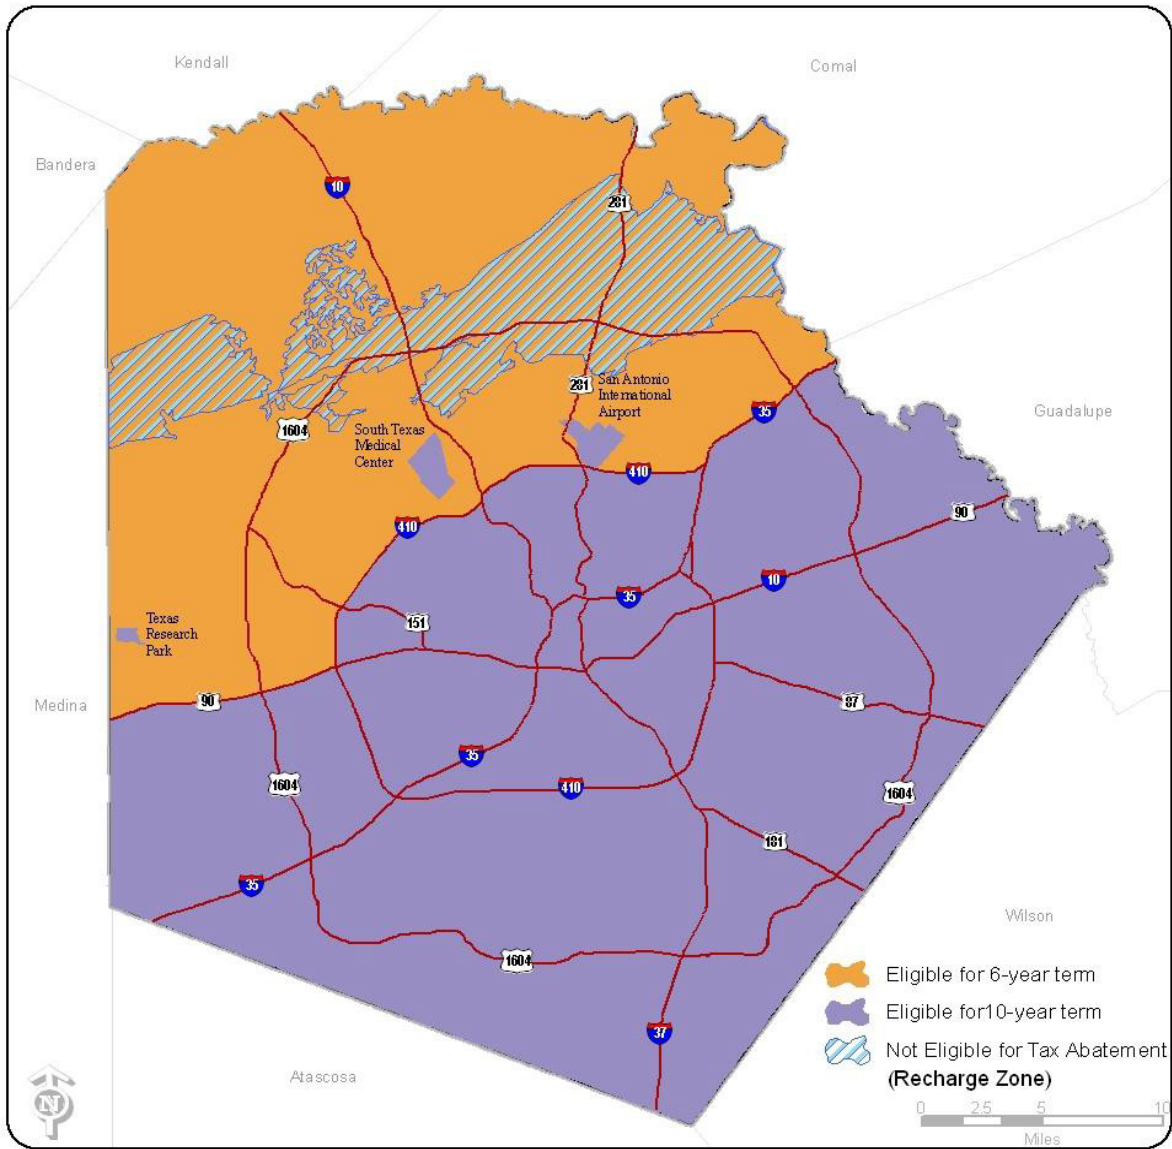 Kendall
Comal
Bandera
10
281
281
San Antonio
International
Airport
35
Guadalupe
1604
South Texas
Medical
Center
410
410
90
10
35
Texas
Research
Park
151
Medina
90
87
35
1604
410
1604
181
35
Wilson
1604
Eligible for 6-year term
Eligible for10-year term
37
Not Eligible for Tax Abatement
(Recharge Zone)
Atascosa
N
0 2.5 5 10
Miles